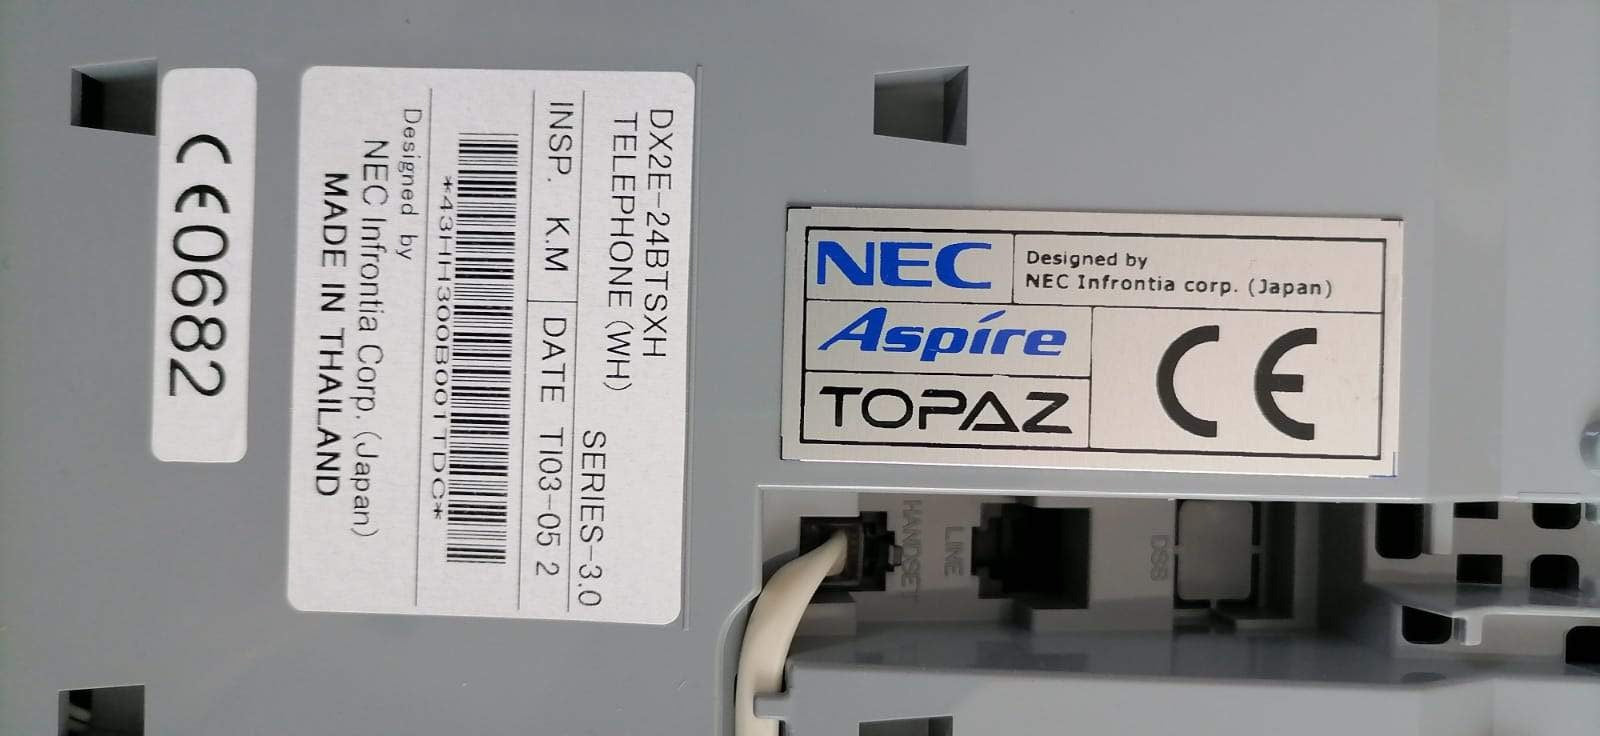 CE0682
DX2E-24BTSXH
TELEPHONE (WH) SERIES-3.0
INSP. K.M DATE TI03-05 2
*43HH300B001TDC*
Designed by
NEC Infrontia Corp. (Japan)
MADE IN THAILAND
NEC
Designed by
NEC Infrontia corp. (Japan)
Aspire
TOPAZ
CE
HANDSET
LINE
DSS